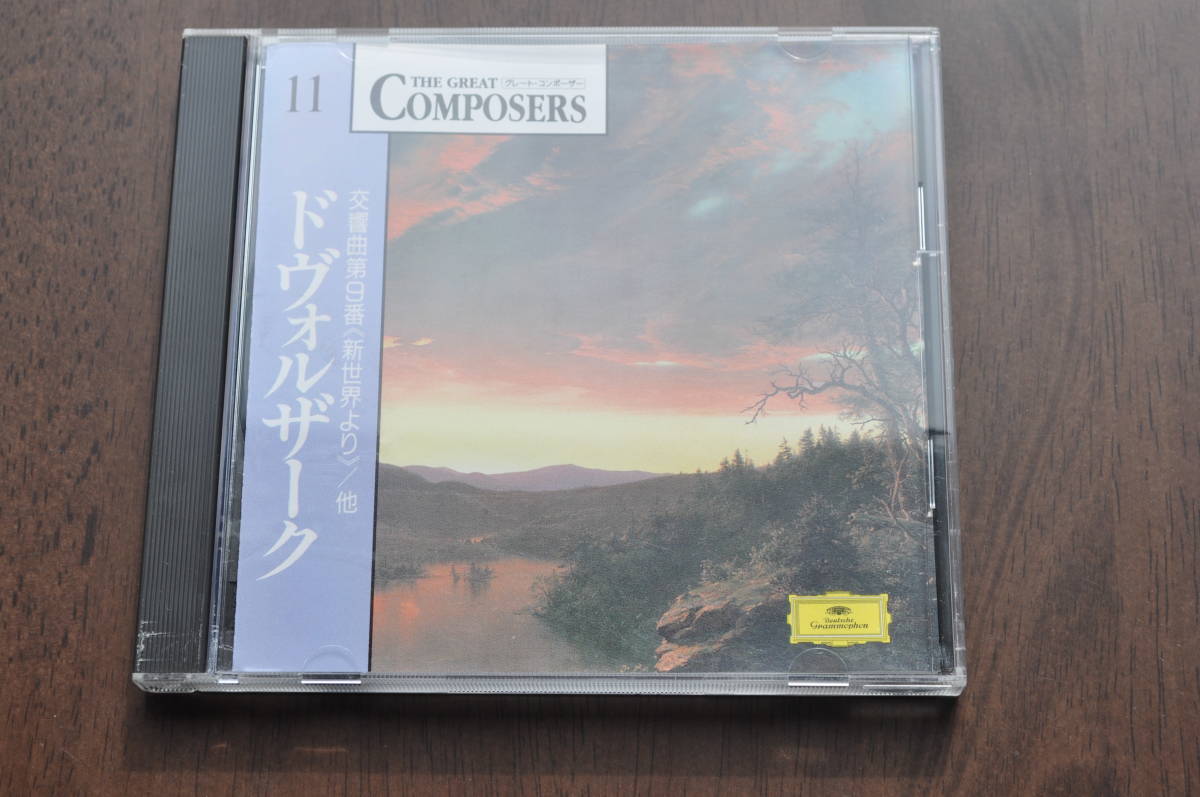 11
THE GREAT グレート・コンポーザー
COMPOSERS
交響曲第9番《新世界より》/他
ドヴォルザーク
Deutsche
Grammophon